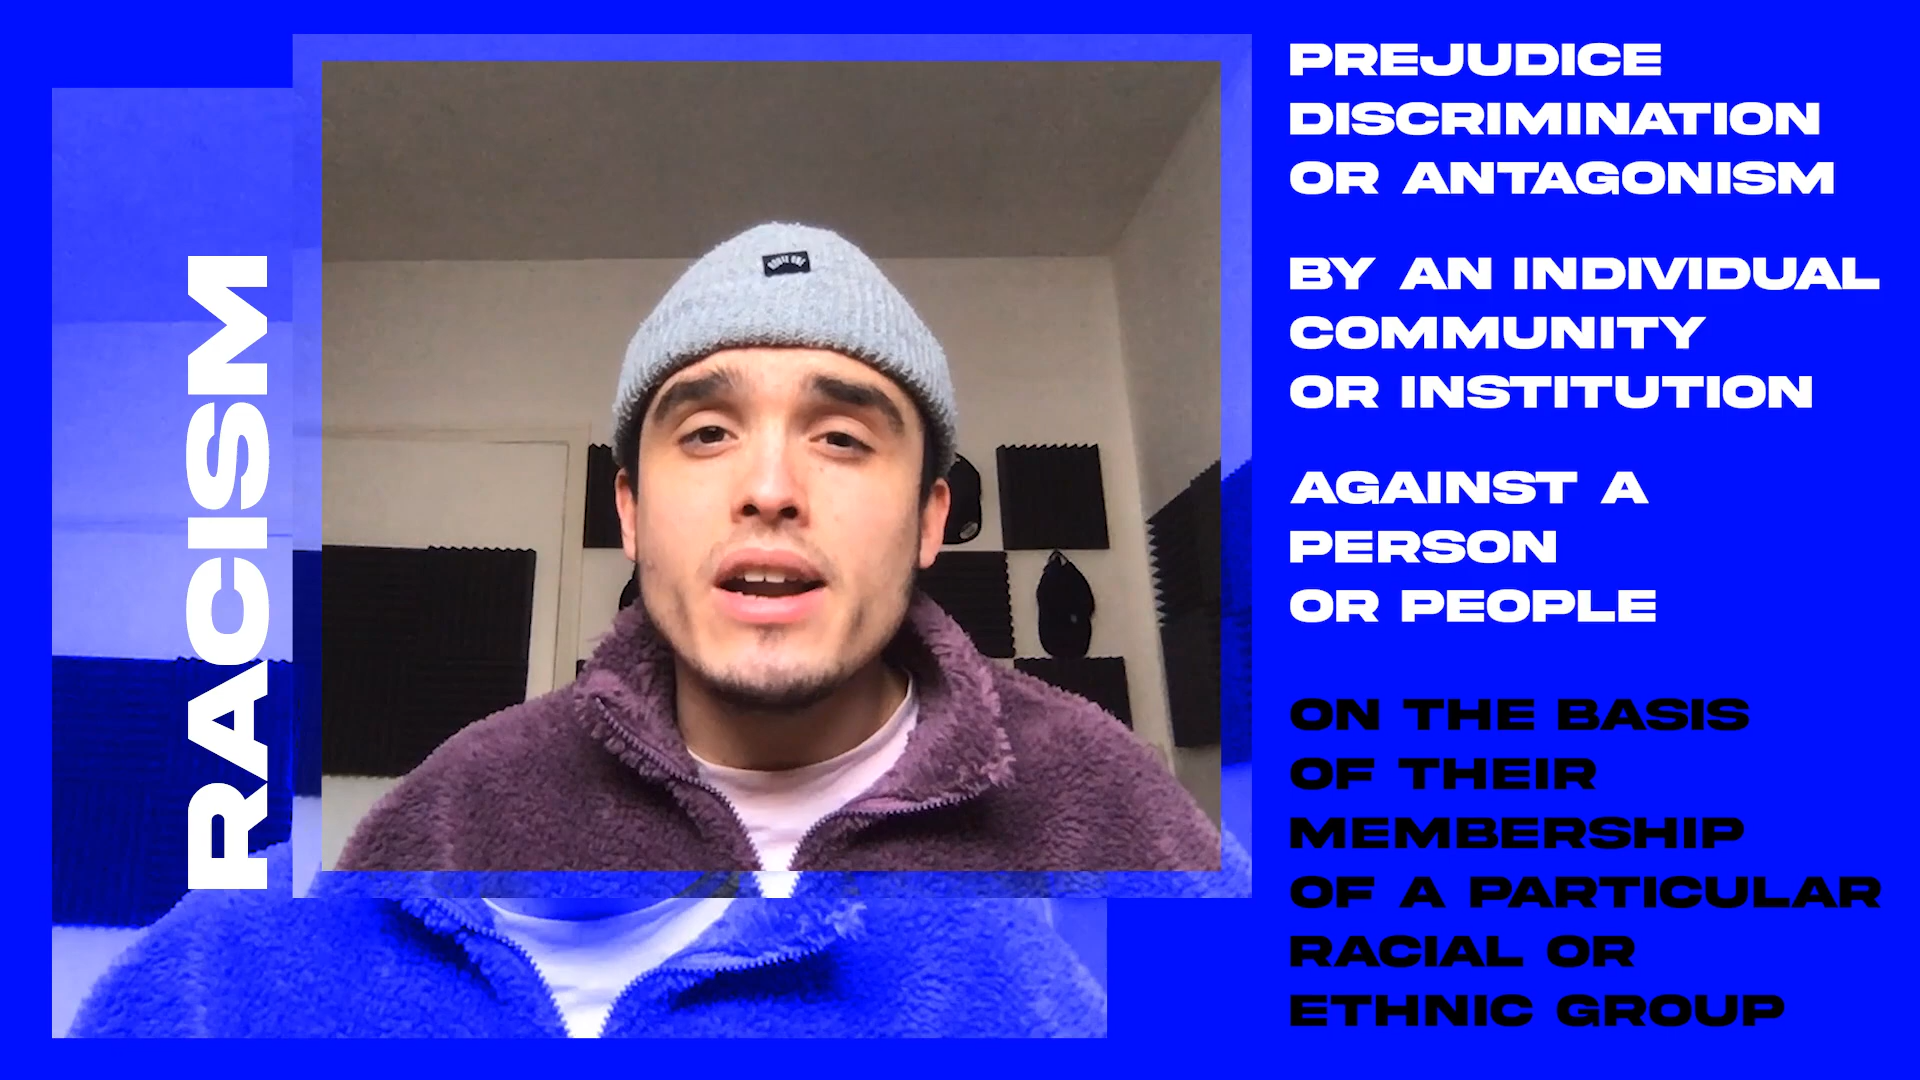 RACISM
PREJUDICE
DISCRIMINATION
OR ANTAGONISM
BY AN INDIVIDUAL
COMMUNITY
OR INSTITUTION
AGAINST A
PERSON
OR PEOPLE
ON THE BASIS
OF THEIR
MEMBERSHIP
OF A PARTICULAR
RACIAL OR
ETHNIC GROUP